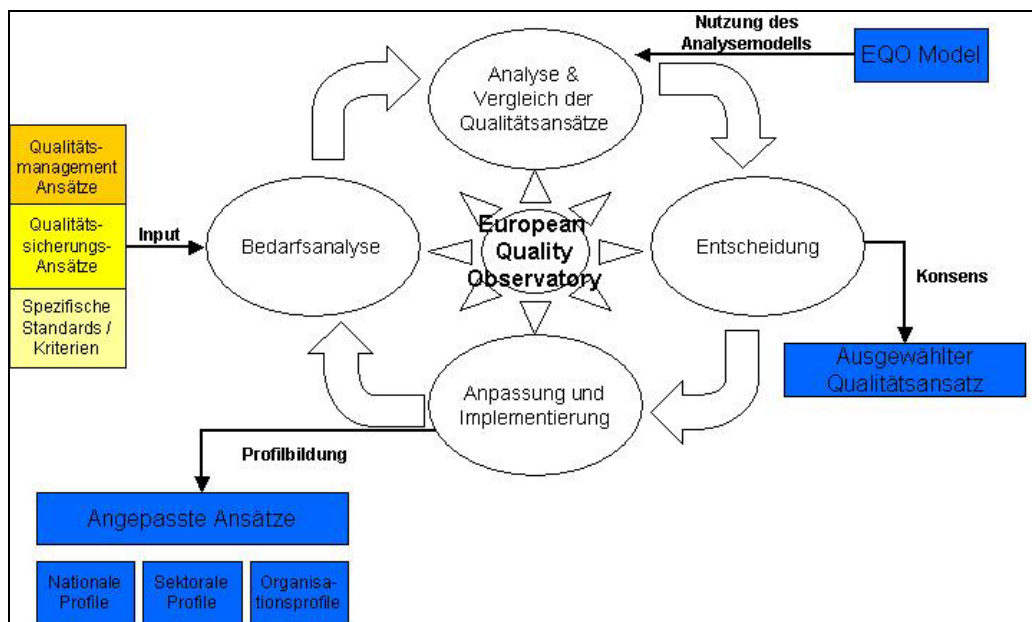 Nutzung des
Analysemodells
EQO Model
Analyse &
Vergleich der
Qualitätsansätze
Qualitäts-
management
Ansätze
Qualitäts-
sicherungs-
Ansätze
Spezifische
Standards /
Kriterien
Input
Bedarfsanalyse
European
Quality
Observatory
Entscheidung
Konsens
Ausgewählter
Qualitätsansatz
Anpassung und
Implementierung
Profilbildung
Angepasste Ansätze
Nationale
Profile
Sektorale
Profile
Organisa-
tionsprofile